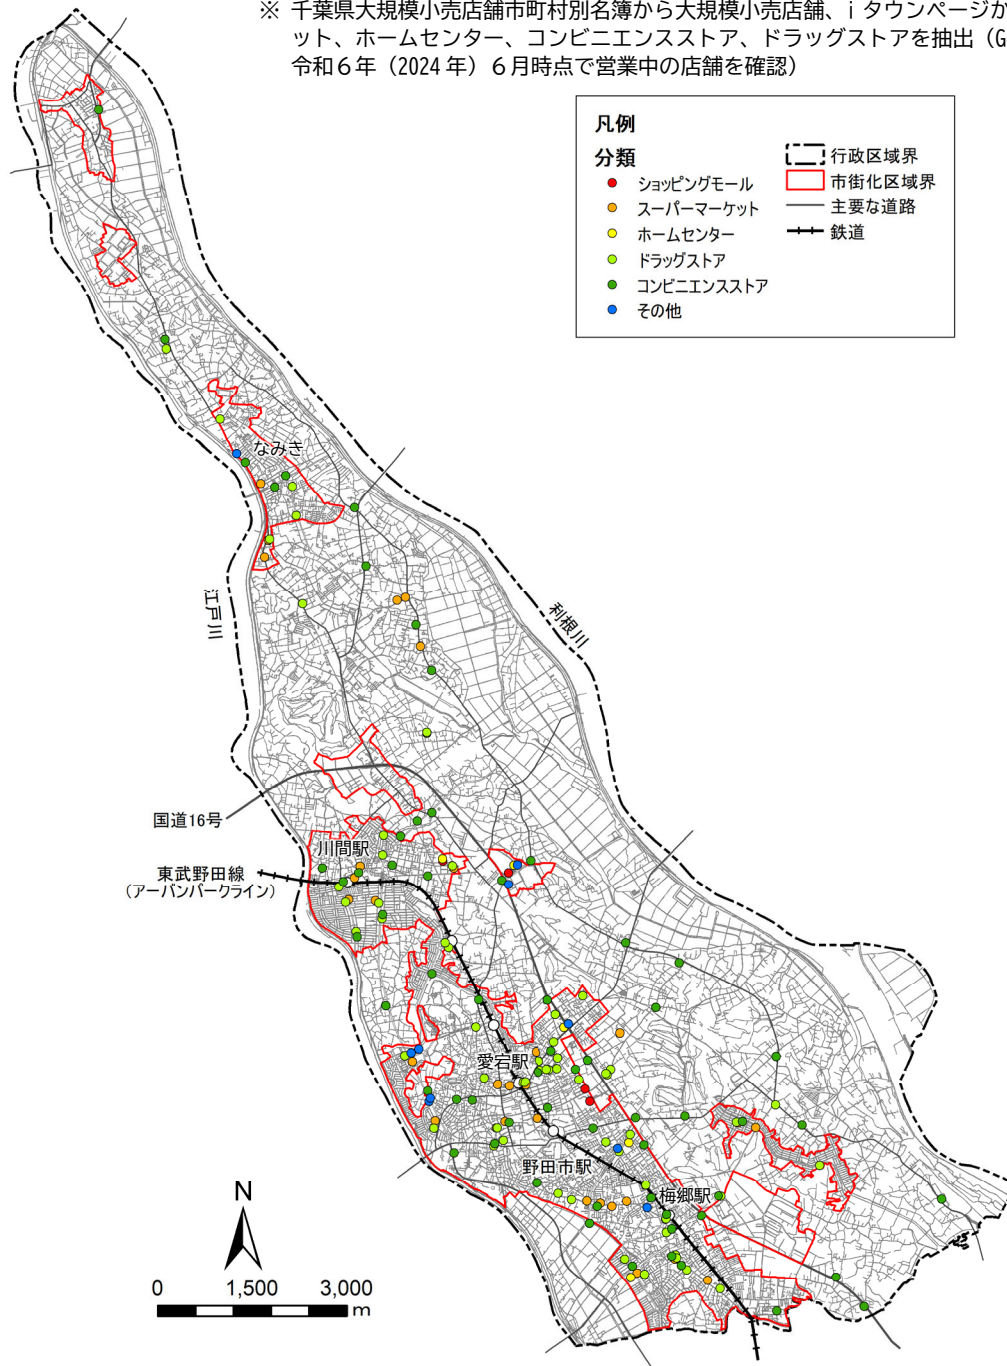 ※ 千葉県大規模小売店舗市町村別名簿から大規模小売店舗、ｉタウンページか
ット、ホームセンター、コンビニエンスストア、ドラッグストアを抽出（G
令和６年（2024 年）６月時点で営業中の店舗を確認）
凡例
分類
ショッピングモール
スーパーマーケット
ホームセンター
ドラッグストア
コンビニエンスストア
その他
行政区域界
市街化区域界
主要な道路
鉄道
なみき
江戸川
利根川
国道16号
川間駅
東武野田線
（アーバンパークライン）
愛宕駅
野田市駅
梅郷駅
N
0 1,500 3,000
m